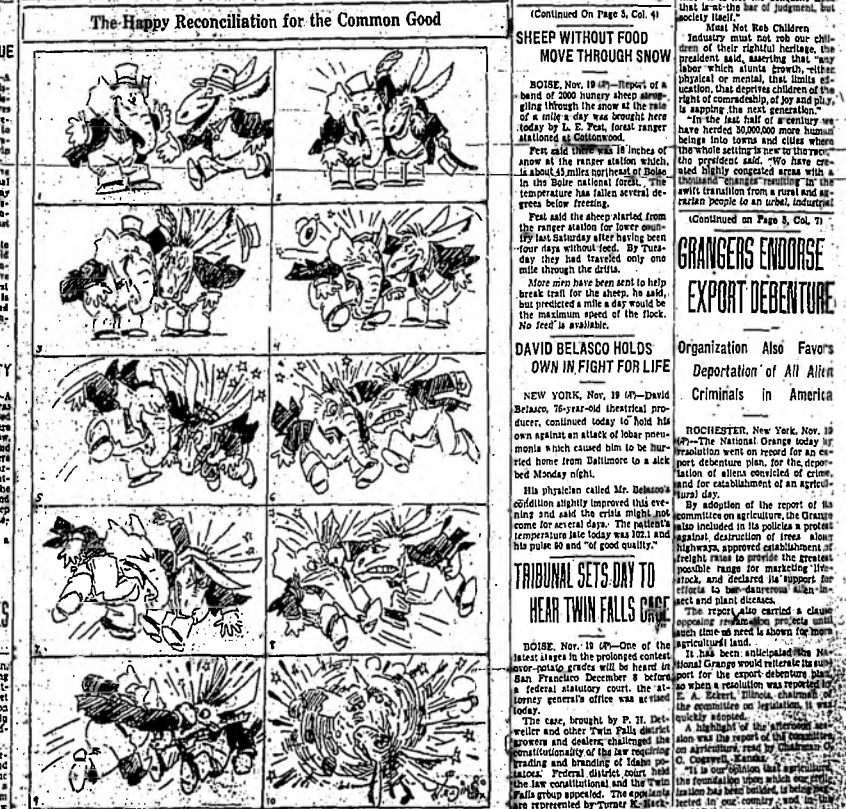 The Happy Reconciliation for the Common Good
1
2
3
4
5
6
7
8
9
10
(Continued On Page 5, Col. 4)
SHEEP WITHOUT FOOD
MOVE THROUGH SNOW
BOISE, Nov. 19 (AP)—Report of a
band of 2000 hungry sheep strug-
gling through the snow at the rate
of a mile a day was brought here
today by L. E. Fest, forest ranger
stationed at Cottonwood.
Fest said there was 18 inches of
snow at the ranger station which
is about 45 miles northeast of Boise
in the Boise national forest. The
temperature has fallen several de-
grees below freezing.
Fest said the sheep started from
the ranger station for lower coun-
try last Saturday after having been
four days without feed. By Tues-
day they had traveled only one
mile through the drifts.
More men have been sent to help
break trail for the sheep, he said,
but predicted a mile a day would be
the maximum speed of the flock.
No feed is available.
DAVID BELASCO HOLDS
OWN IN FIGHT FOR LIFE
NEW YORK, Nov. 19 (AP)—David
Belasco, 76-year-old theatrical pro-
ducer, continued today to hold his
own against an attack of lobar pneu-
monia which caused him to be hur-
ried home from Baltimore to a sick
bed Monday night.
His physician called Mr. Belasco's
condition slightly improved this eve-
ning and said the crisis might not
come for several days. The patient's
temperature late today was 102.1 and
his pulse 90 and "of good quality."
TRIBUNAL SETS DAY TO
HEAR TWIN FALLS CASE
BOISE, Nov. 19 (AP)—One of the
latest stages in the prolonged contest
over potato grades will be heard in
San Francisco December 8 before
a federal statutory court, the at-
torney general's office was advised
today.
The case, brought by P. H. Det-
weiler and other Twin Falls district
growers and dealers, challenged the
constitutionality of the law requiring
grading and branding of Idaho po-
tatoes. Federal district court held
the law constitutional and the Twin
Falls group appealed. The appellants
are represented by Turner K.
that is at the bar of judgment, but
society itself."
Must Not Rob Children
Industry must not rob our chil-
dren of their rightful heritage, the
president said, asserting that "any
labor which stunts growth, either
physical or mental, that limits ed-
ucation, that deprives children of the
right of comradeship, of joy and play,
is sapping the next generation."
"In the last half of a century we
have herded 50,000,000 more human
beings into towns and cities where
the whole setting is new to the race,"
the president said. "We have cre-
ated highly congested areas with a
thousand changes resulting in the
swift transition from a rural and ag-
rarian people to an urban, industrial
(Continued on Page 5, Col. 7)
GRANGERS ENDORSE
EXPORT DEBENTURE
Organization Also Favors
Deportation of All Alien
Criminals in America
ROCHESTER, New York, Nov. 19
(AP)—The National Grange today by
resolution went on record for an ex-
port debenture plan, for the depor-
tation of aliens convicted of crime,
and for establishment of an agricul-
tural day.
By adoption of the report of its
committee on agriculture, the Grange
also included in its policies a protest
against destruction of trees along
highways, approved establishment of
freight rates to provide the greatest
possible range for marketing live-
stock, and declared its support for
efforts to bar dangerous alien in-
sect and plant diseases.
The report also carried a clause
opposing reclamation projects until
such time as need is shown for more
agricultural land.
It has been anticipated the Na-
tional Grange would reiterate its sup-
port for the export debenture plan,
so when a resolution was reported by
E. A. Eckert, Illinois, chairman of
the committee on legislation, it was
quickly adopted.
A highlight of the afternoon ses-
sion was the report of the committee
on agriculture, read by Chairman C.
C. Cogswell, Kansas.
"It is our opinion that agriculture,
the foundation upon which our civili-
zation has been builded, is being
in our country